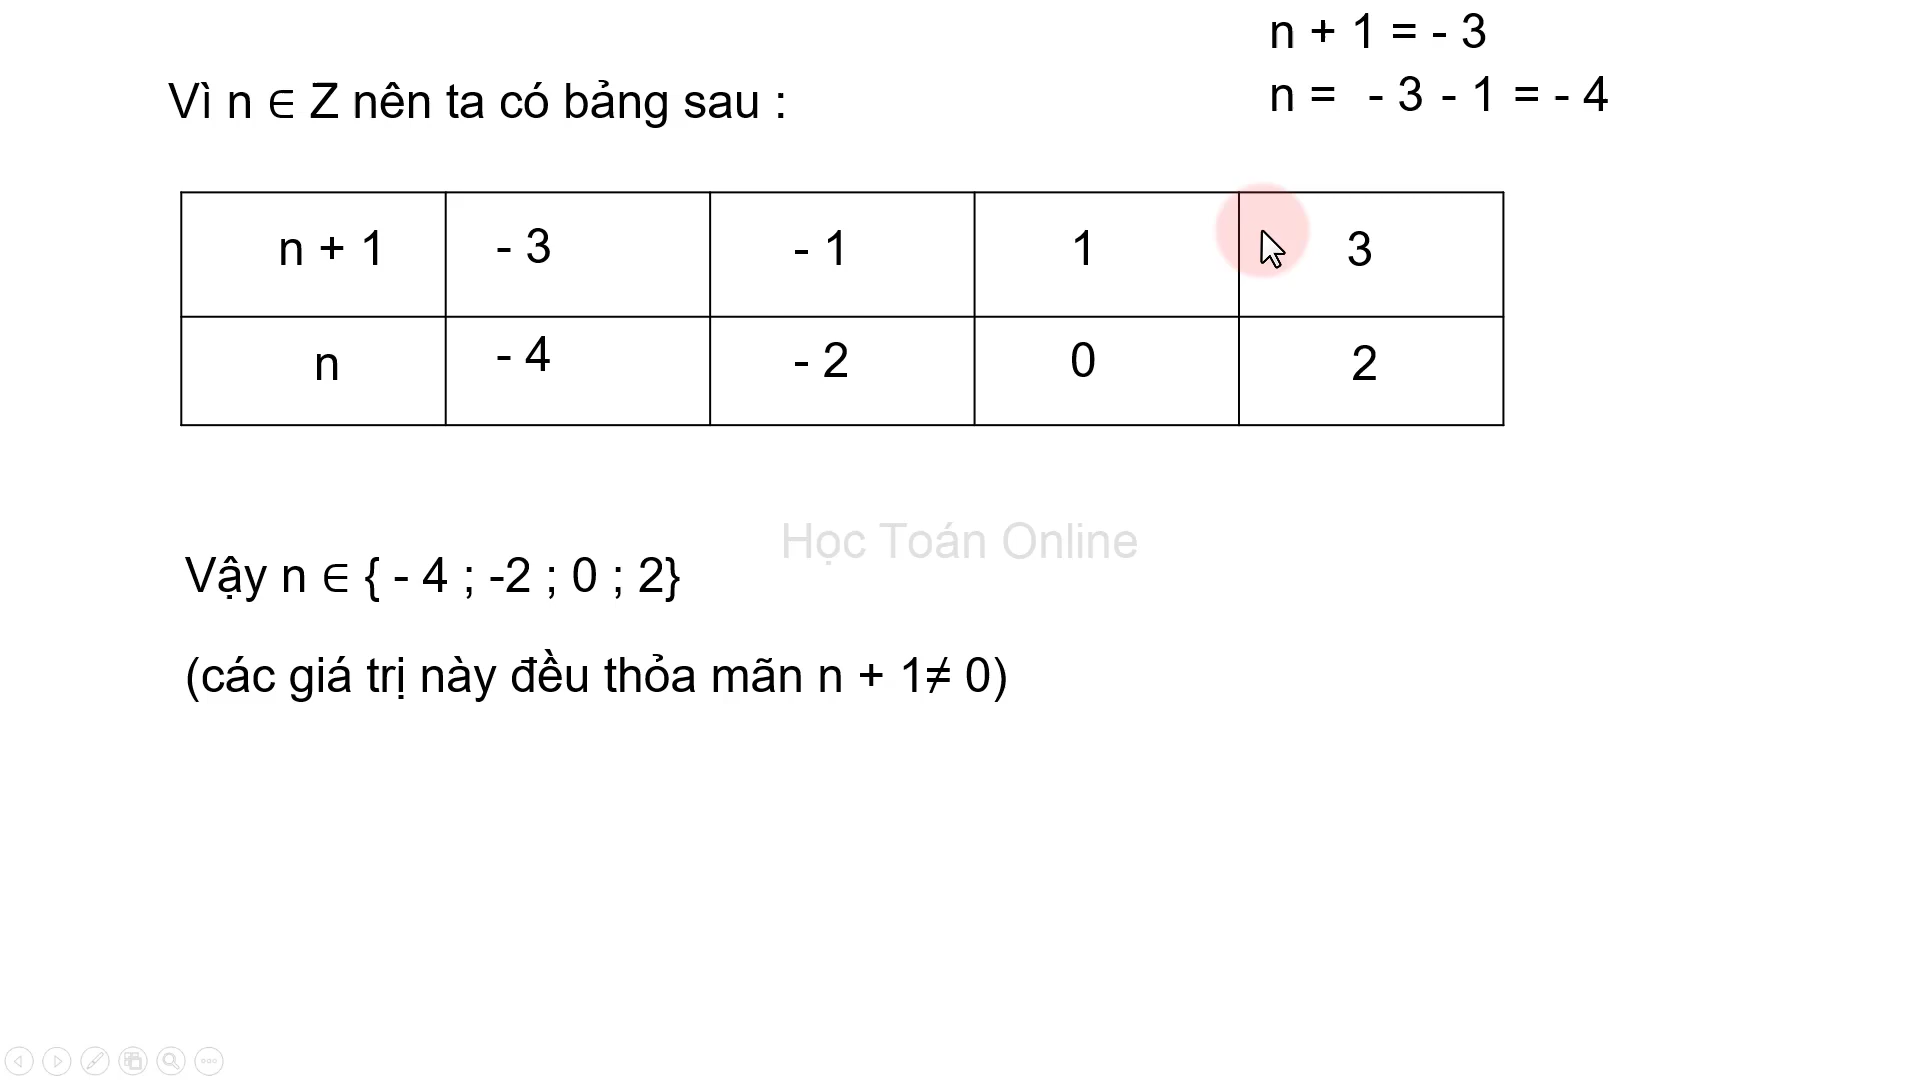 n + 1 = - 3
n = - 3 - 1 = - 4
Vì n ∈ Z nên ta có bảng sau :
n + 1 - 3 - 1 1 3
n - 4 - 2 0 2
Học Toán Online
Vậy n ∈ { - 4 ; -2 ; 0 ; 2}
(các giá trị này đều thỏa mãn n + 1≠ 0)